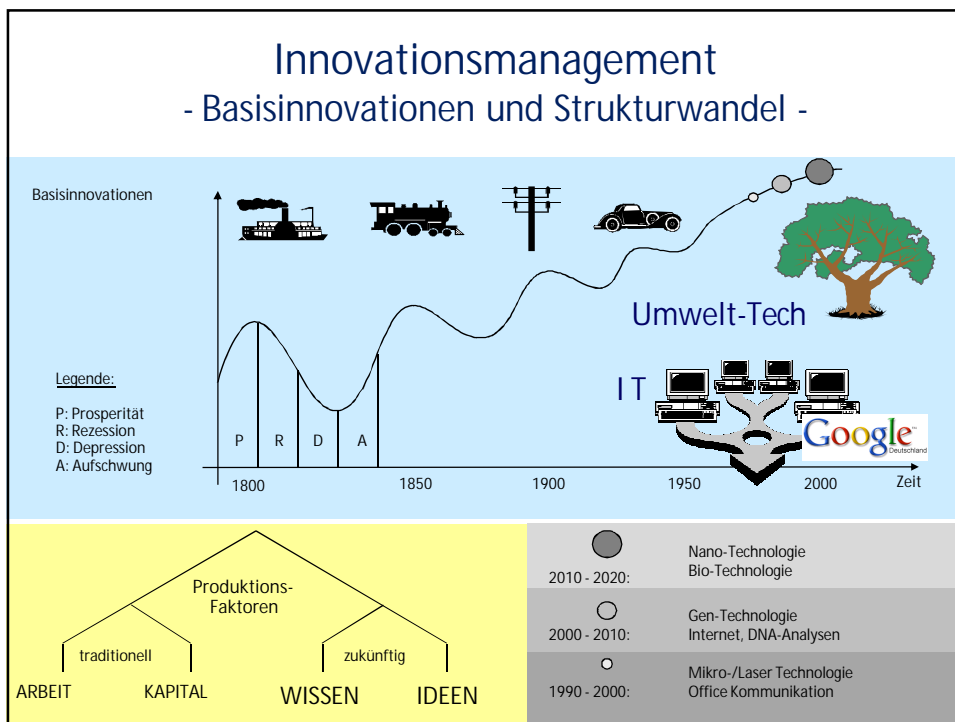 Innovationsmanagement
- Basisinnovationen und Strukturwandel -
Basisinnovationen
Umwelt-Tech
IT
Google™
Deutschland
Legende:
P: Prosperität
R: Rezession
D: Depression
A: Aufschwung
P R D A
1800 1850 1900 1950 2000 Zeit
Produktions-
Faktoren
traditionell zukünftig
ARBEIT KAPITAL WISSEN IDEEN
Nano-Technologie
2010 - 2020: Bio-Technologie
Gen-Technologie
2000 - 2010: Internet, DNA-Analysen
Mikro-/Laser Technologie
1990 - 2000: Office Kommunikation